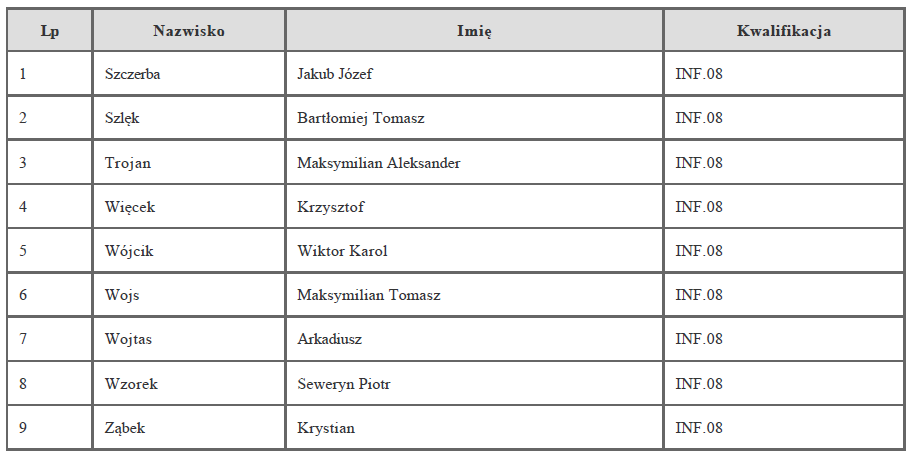 Lp Nazwisko Imię Kwalifikacja
1 Szczerba Jakub Józef INF.08
2 Szlęk Bartłomiej Tomasz INF.08
3 Trojan Maksymilian Aleksander INF.08
4 Więcek Krzysztof INF.08
5 Wójcik Wiktor Karol INF.08
6 Wojs Maksymilian Tomasz INF.08
7 Wojtas Arkadiusz INF.08
8 Wzorek Seweryn Piotr INF.08
9 Ząbek Krystian INF.08